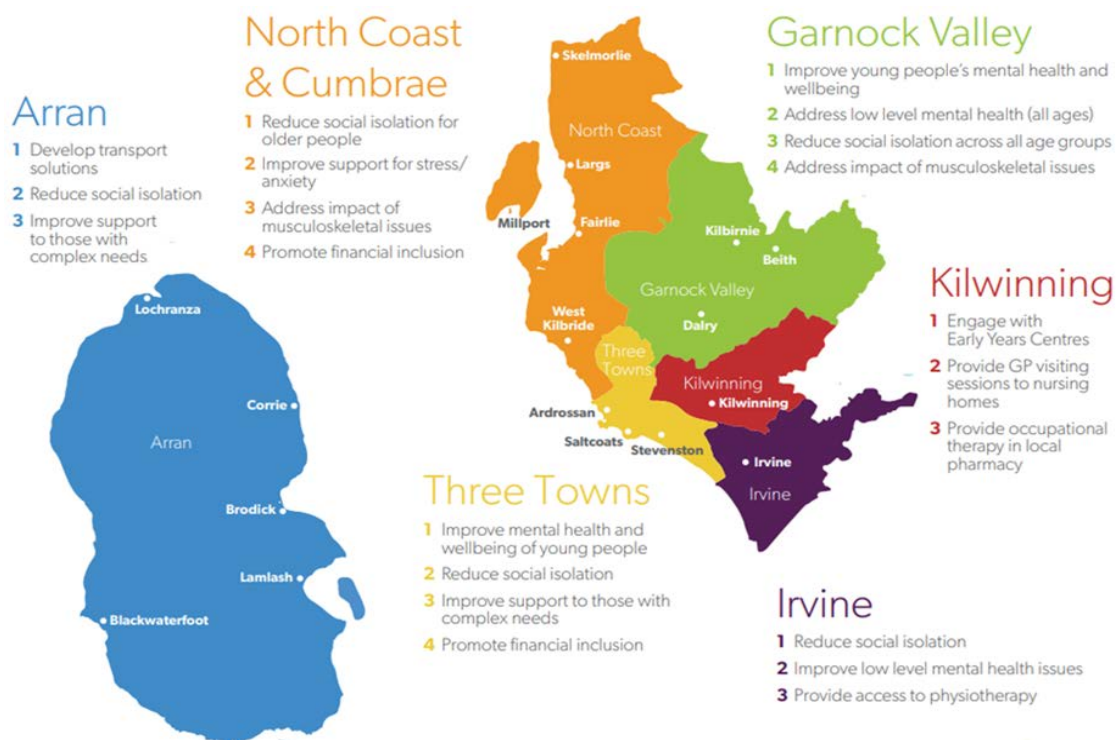 Arran
1 Develop transport
solutions
2 Reduce social isolation
3 Improve support
to those with
complex needs
North Coast
& Cumbrae
1 Reduce social isolation for
older people
2 Improve support for stress/
anxiety
3 Address impact of
musculoskeletal issues
4 Promote financial inclusion
Garnock Valley
1 Improve young people's mental health and
wellbeing
2 Address low level mental health (all ages)
3 Reduce social isolation across all age groups
4 Address impact of musculoskeletal issues
Skelmorlie
North Coast
Largs
Millport
Fairlie
Kilbirnie
Beith
Garnock Valley
West
Kilbride
Dalry
Three
Towns
Kilwinning
Kilwinning
Ardrossan
Saltcoats
Stevenston
Irvine
Irvine
Kilwinning
1 Engage with
Early Years Centres
2 Provide GP visiting
sessions to nursing
homes
3 Provide occupational
therapy in local
pharmacy
Lochranza
Corrie
Arran
Brodick
Lamlash
Blackwaterfoot
Three Towns
1 Improve mental health and
wellbeing of young people
2 Reduce social isolation
3 Improve support to those with
complex needs
4 Promote financial inclusion
Irvine
1 Reduce social isolation
2 Improve low level mental health issues
3 Provide access to physiotherapy